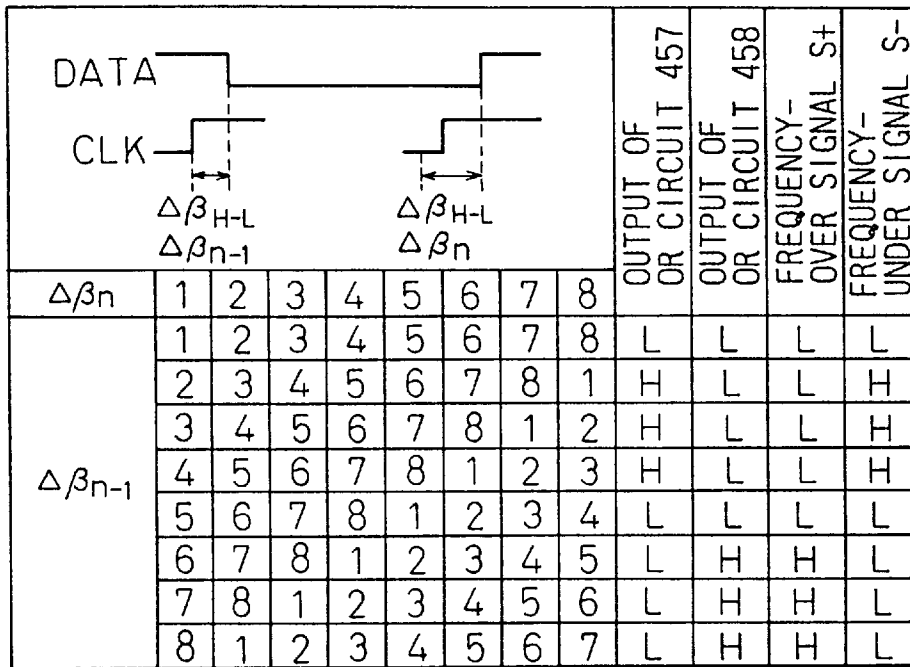 DATA
CLK
ΔβH-L
Δβn-1
ΔβH-L
Δβn
OUTPUT OF
OR CIRCUIT 457
OUTPUT OF
OR CIRCUIT 458
FREQUENCY-
OVER SIGNAL S+
FREQUENCY-
UNDER SIGNAL S-
Δβn 1 2 3 4 5 6 7 8
Δβn-1
1 2 3 4 5 6 7 8 L L L L
2 3 4 5 6 7 8 1 H L L H
3 4 5 6 7 8 1 2 H L L H
4 5 6 7 8 1 2 3 H L L H
5 6 7 8 1 2 3 4 L L L L
6 7 8 1 2 3 4 5 L H H L
7 8 1 2 3 4 5 6 L H H L
8 1 2 3 4 5 6 7 L H H L